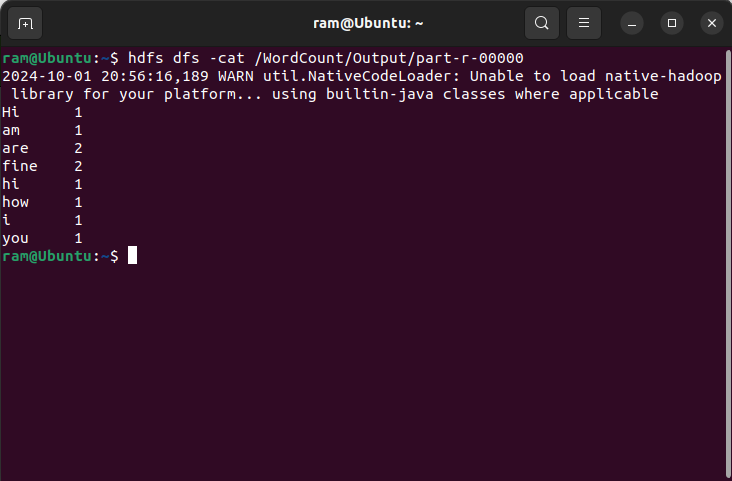 ram@Ubuntu: ~
ram@Ubuntu:~$ hdfs dfs -cat /WordCount/Output/part-r-00000
2024-10-01 20:56:16,189 WARN util.NativeCodeLoader: Unable to load native-hadoop
 library for your platform... using builtin-java classes where applicable
Hi      1
am      1
are     2
fine    2
hi      1
how     1
i       1
you     1
ram@Ubuntu:~$